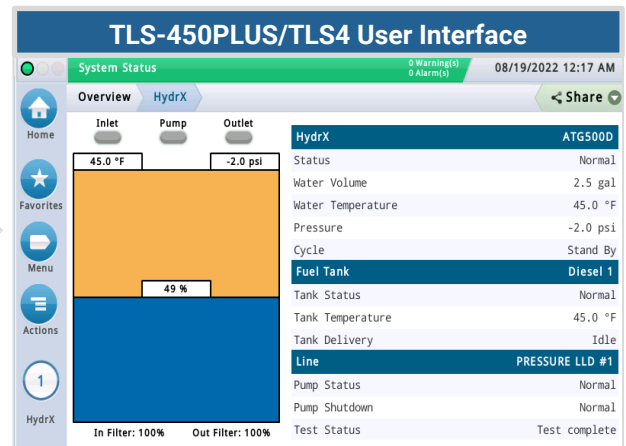 TLS-450PLUS/TLS4 User Interface
System Status
0 Warning(s)
0 Alarm(s)
08/19/2022 12:17 AM
Overview HydrX
Share
Home
Favorites
Menu
Actions
1
HydrX
Inlet Pump Outlet
45.0 °F -2.0 psi
49 %
In Filter: 100% Out Filter: 100%
HydrX ATG500D
Status Normal
Water Volume 2.5 gal
Water Temperature 45.0 °F
Pressure -2.0 psi
Cycle Stand By
Fuel Tank Diesel 1
Tank Status Normal
Tank Temperature 45.0 °F
Tank Delivery Idle
Line PRESSURE LLD #1
Pump Status Normal
Pump Shutdown Normal
Test Status Test complete